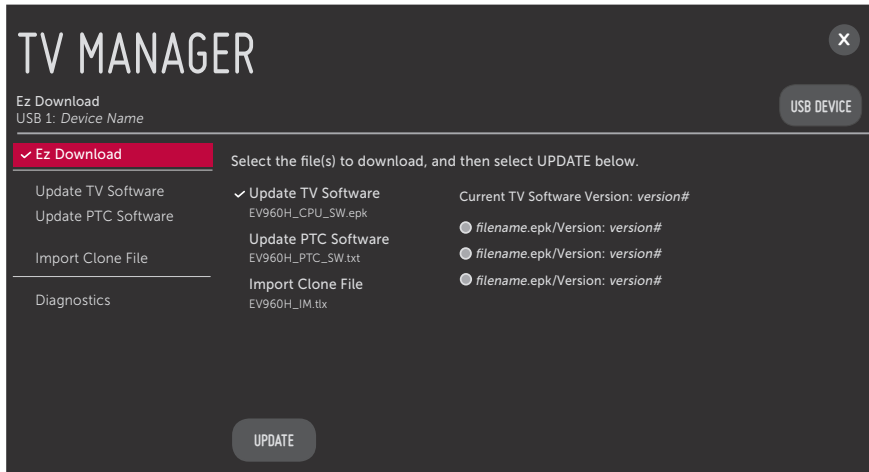 TV MANAGER
X
Ez Download
USB 1: Device Name
USB DEVICE
Ez Download
Update TV Software
Update PTC Software
Import Clone File
Diagnostics
Select the file(s) to download, and then select UPDATE below.
Update TV Software
EV960H_CPU_SW.epk
Update PTC Software
EV960H_PTC_SW.txt
Import Clone File
EV960H_IM.tlx
Current TV Software Version: version#
filename.epk/Version: version#
filename.epk/Version: version#
filename.epk/Version: version#
UPDATE